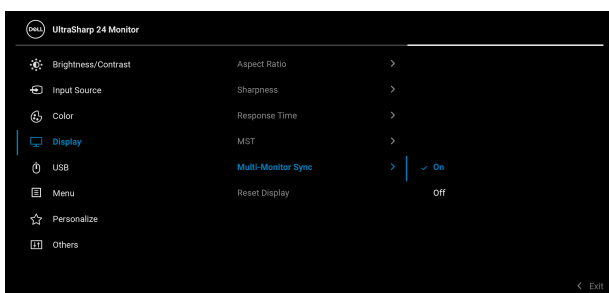 DELL UltraSharp 24 Monitor
Brightness/Contrast Aspect Ratio
Input Source Sharpness
Color Response Time
Display MST
USB Multi-Monitor Sync On
Menu Reset Display Off
Personalize
Others
Exit